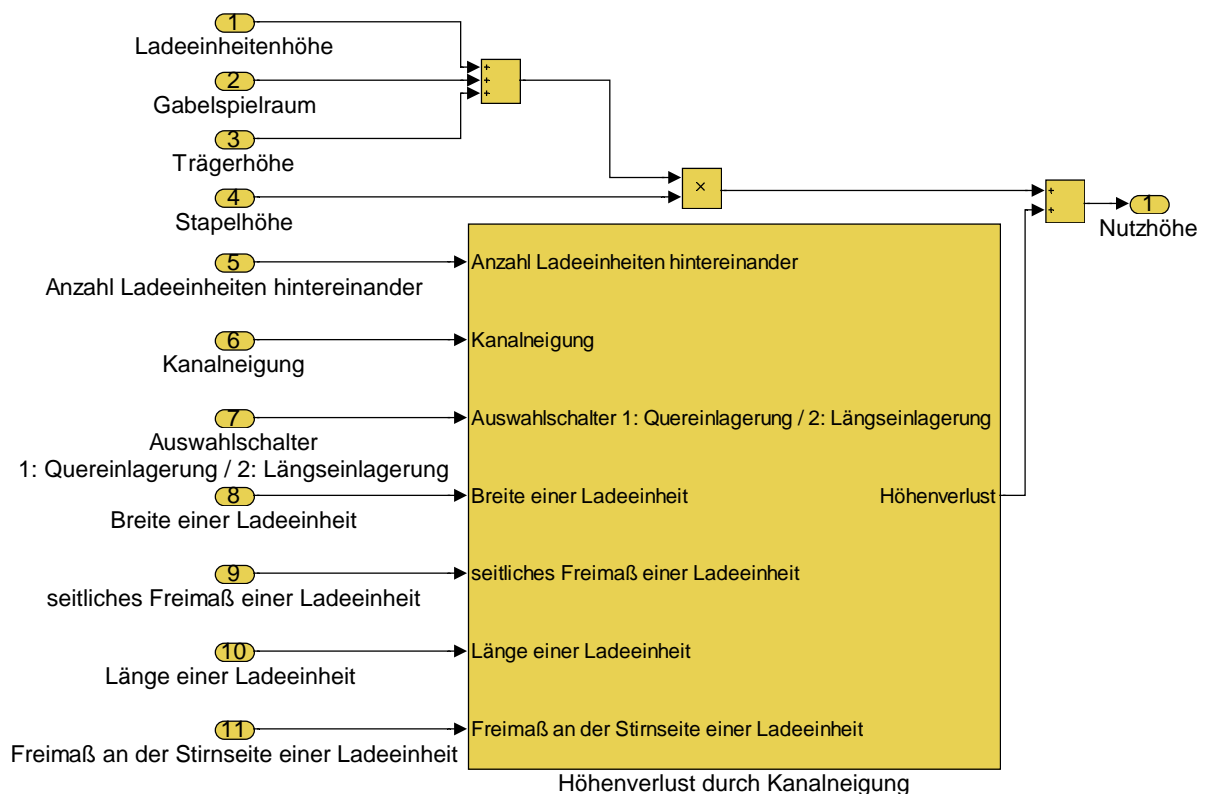 1
Ladeeinheitenhöhe
2
Gabelspielraum
3
Trägerhöhe
4
Stapelhöhe
+
+
+
×
+
+
1
Nutzhöhe
5
Anzahl Ladeeinheiten hintereinander
6
Kanalneigung
7
Auswahlschalter
1: Quereinlagerung / 2: Längseinlagerung
8
Breite einer Ladeeinheit
9
seitliches Freimaß einer Ladeeinheit
10
Länge einer Ladeeinheit
11
Freimaß an der Stirnseite einer Ladeeinheit
Anzahl Ladeeinheiten hintereinander
Kanalneigung
Auswahlschalter 1: Quereinlagerung / 2: Längseinlagerung
Breite einer Ladeeinheit
Höhenverlust
seitliches Freimaß einer Ladeeinheit
Länge einer Ladeeinheit
Freimaß an der Stirnseite einer Ladeeinheit
Höhenverlust durch Kanalneigung